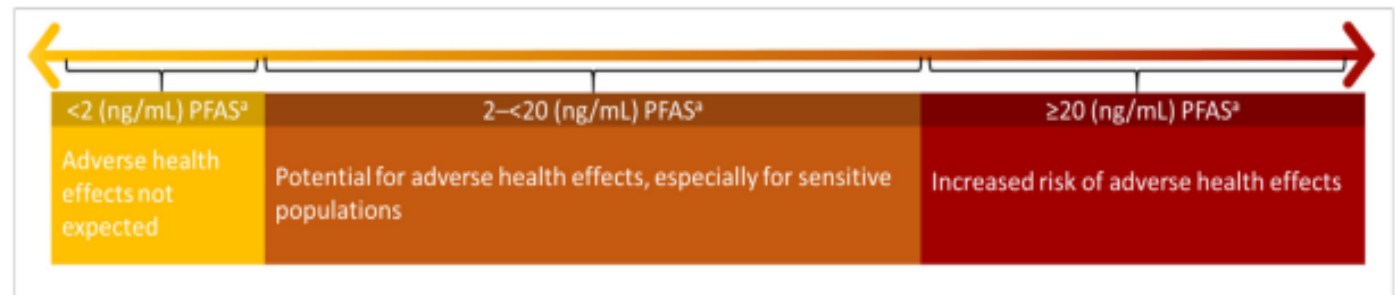 <2 (ng/mL) PFASᵃ
2–<20 (ng/mL) PFASᵃ
≥20 (ng/mL) PFASᵃ
Adverse health
effects not
expected
Potential for adverse health effects, especially for sensitive
populations
Increased risk of adverse health effects